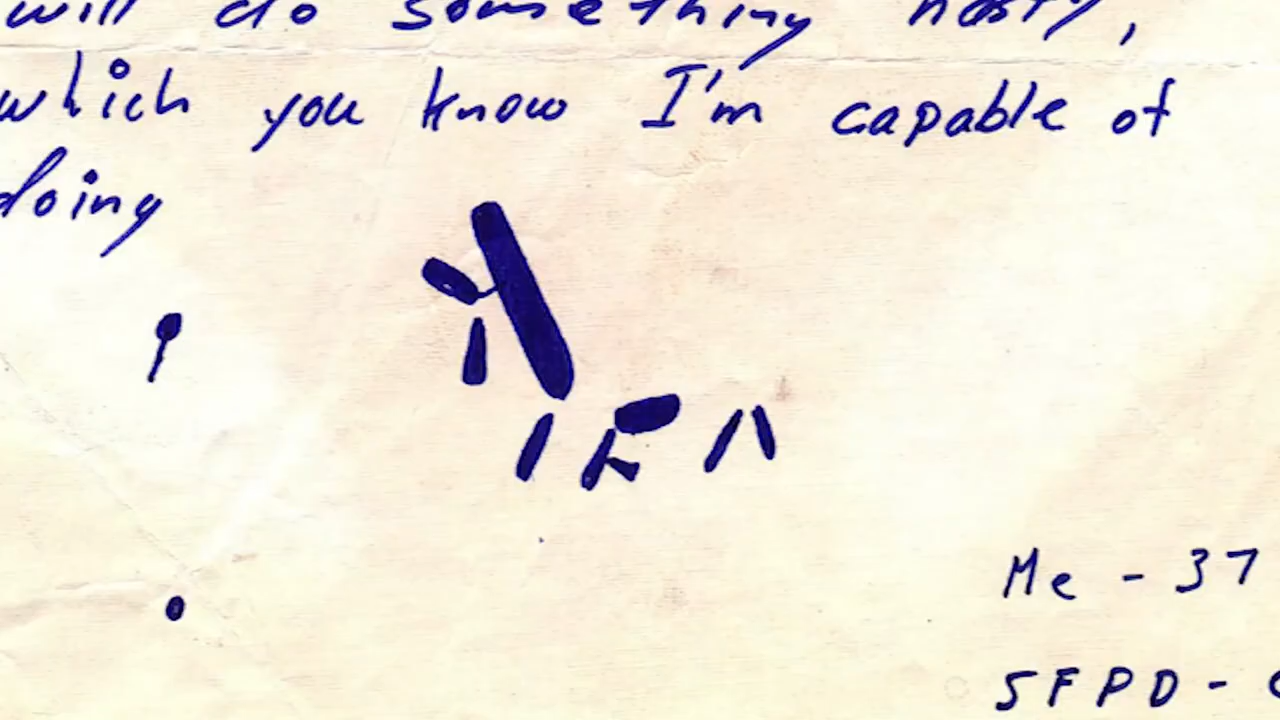 will do something nasty,
which you know I'm capable of
doing
Me - 37
SFPD -